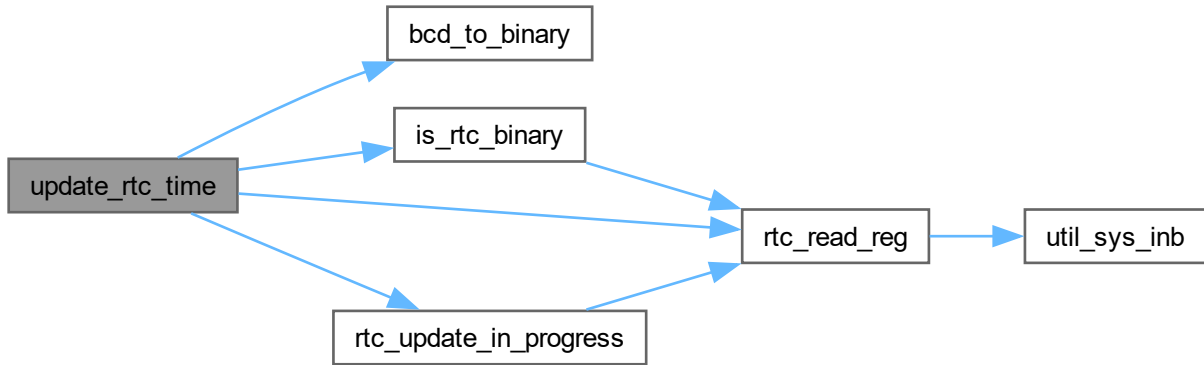 bcd_to_binary
is_rtc_binary
update_rtc_time
rtc_read_reg
util_sys_inb
rtc_update_in_progress